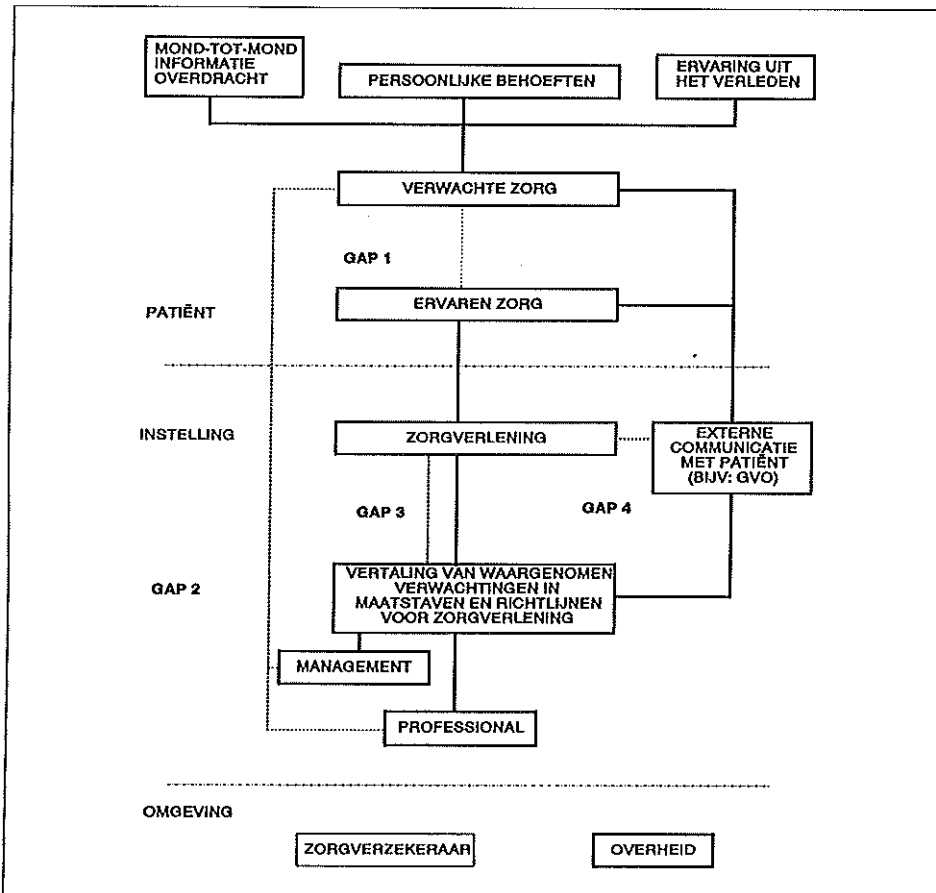 MOND-TOT-MOND
INFORMATIE
OVERDRACHT
PERSOONLIJKE BEHOEFTEN
ERVARING UIT
HET VERLEDEN
VERWACHTE ZORG
GAP 1
ERVAREN ZORG
PATIËNT
INSTELLING
ZORGVERLENING
EXTERNE
COMMUNICATIE
MET PATIËNT
(BIJV: GVO)
GAP 3
GAP 4
GAP 2
VERTALING VAN WAARGENOMEN
VERWACHTINGEN IN
MAATSTAVEN EN RICHTLIJNEN
VOOR ZORGVERLENING
MANAGEMENT
PROFESSIONAL
OMGEVING
ZORGVERZEKERAAR
OVERHEID